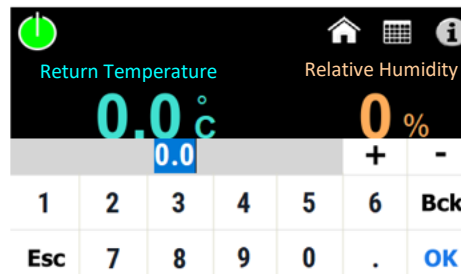 Return Temperature Relative Humidity
0.0 °C 0 %
0.0 + -
1 2 3 4 5 6 Bck
Esc 7 8 9 0 . OK